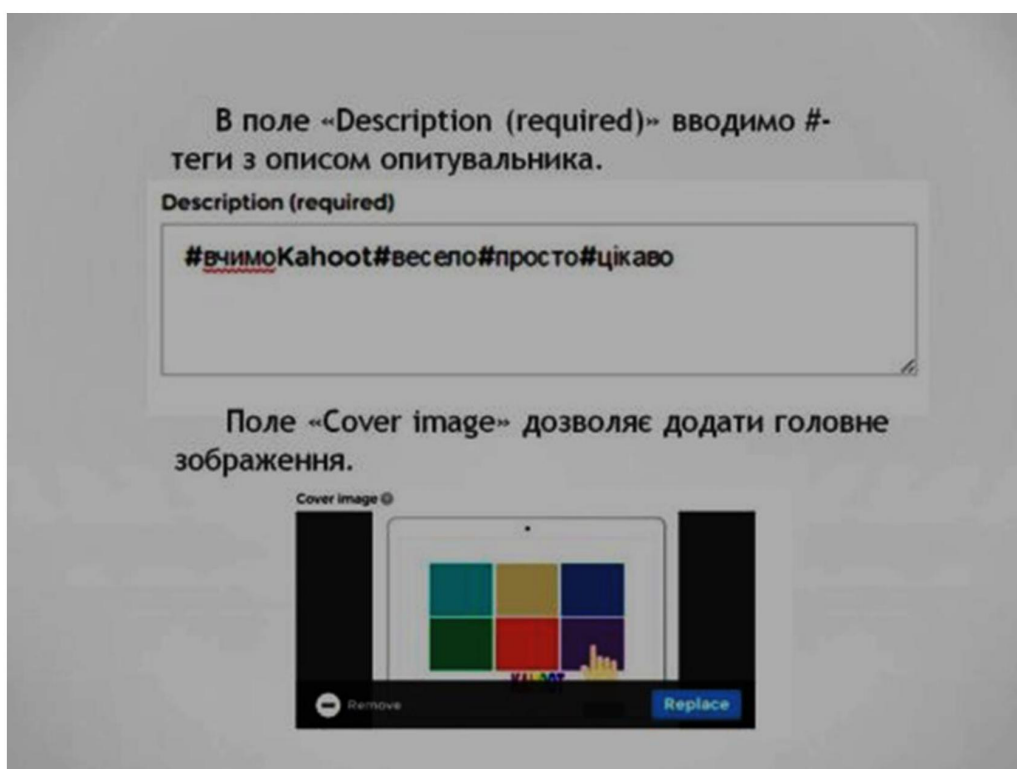 В поле «Description (required)» вводимо #-
теги з описом опитувальника.
Description (required)
#вчимоKahoot#весело#просто#цікаво
Поле «Cover image» дозволяє додати головне
зображення.
Cover image
KAHOOT
Remove
Replace